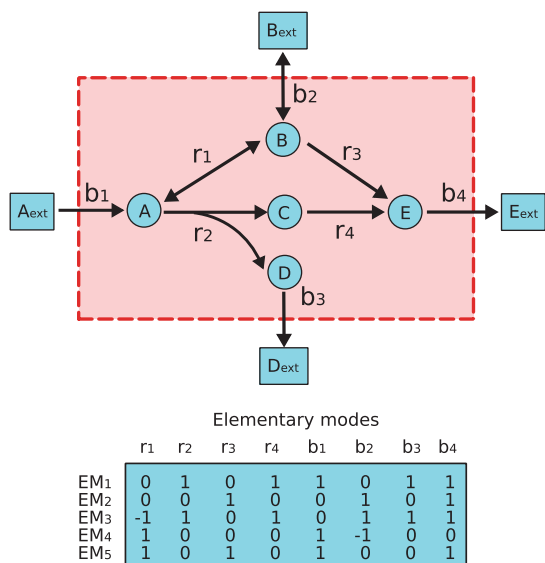 Bext
b2
B
r1
r3
b1
b4
Aext
A
C
E
Eext
r2
r4
D
b3
Dext
Elementary modes
r1 r2 r3 r4 b1 b2 b3 b4
EM1 0 1 0 1 1 0 1 1
EM2 0 0 1 0 0 1 0 1
EM3 -1 1 0 1 0 1 1 1
EM4 1 0 0 0 1 -1 0 0
EM5 1 0 1 0 1 0 0 1